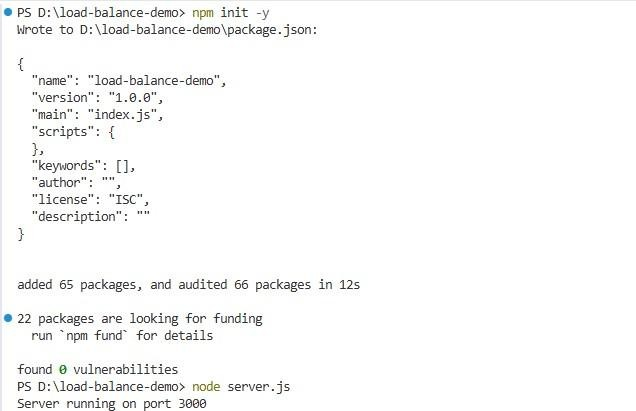 PS D:\load-balance-demo> npm init -y
Wrote to D:\load-balance-demo\package.json:
{
"name": "load-balance-demo",
"version": "1.0.0",
"main": "index.js",
"scripts": {
},
"keywords": [],
"author": "",
"license": "ISC",
"description": ""
}
added 65 packages, and audited 66 packages in 12s
22 packages are looking for funding
run `npm fund` for details
found 0 vulnerabilities
PS D:\load-balance-demo> node server.js
Server running on port 3000